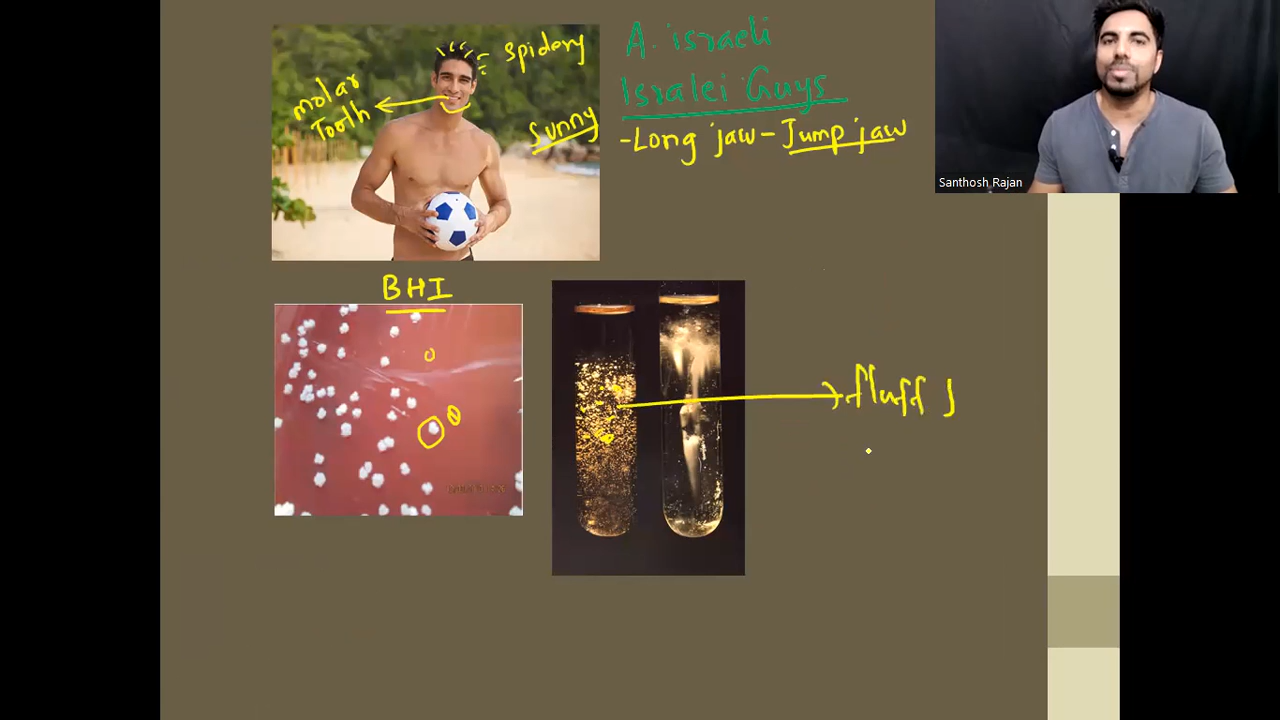 A. israeli
Spidery
Isralei Guys
molar
Tooth
Sunny
-Long jaw-Jump jaw
Santhosh Rajan
BHI
fluff